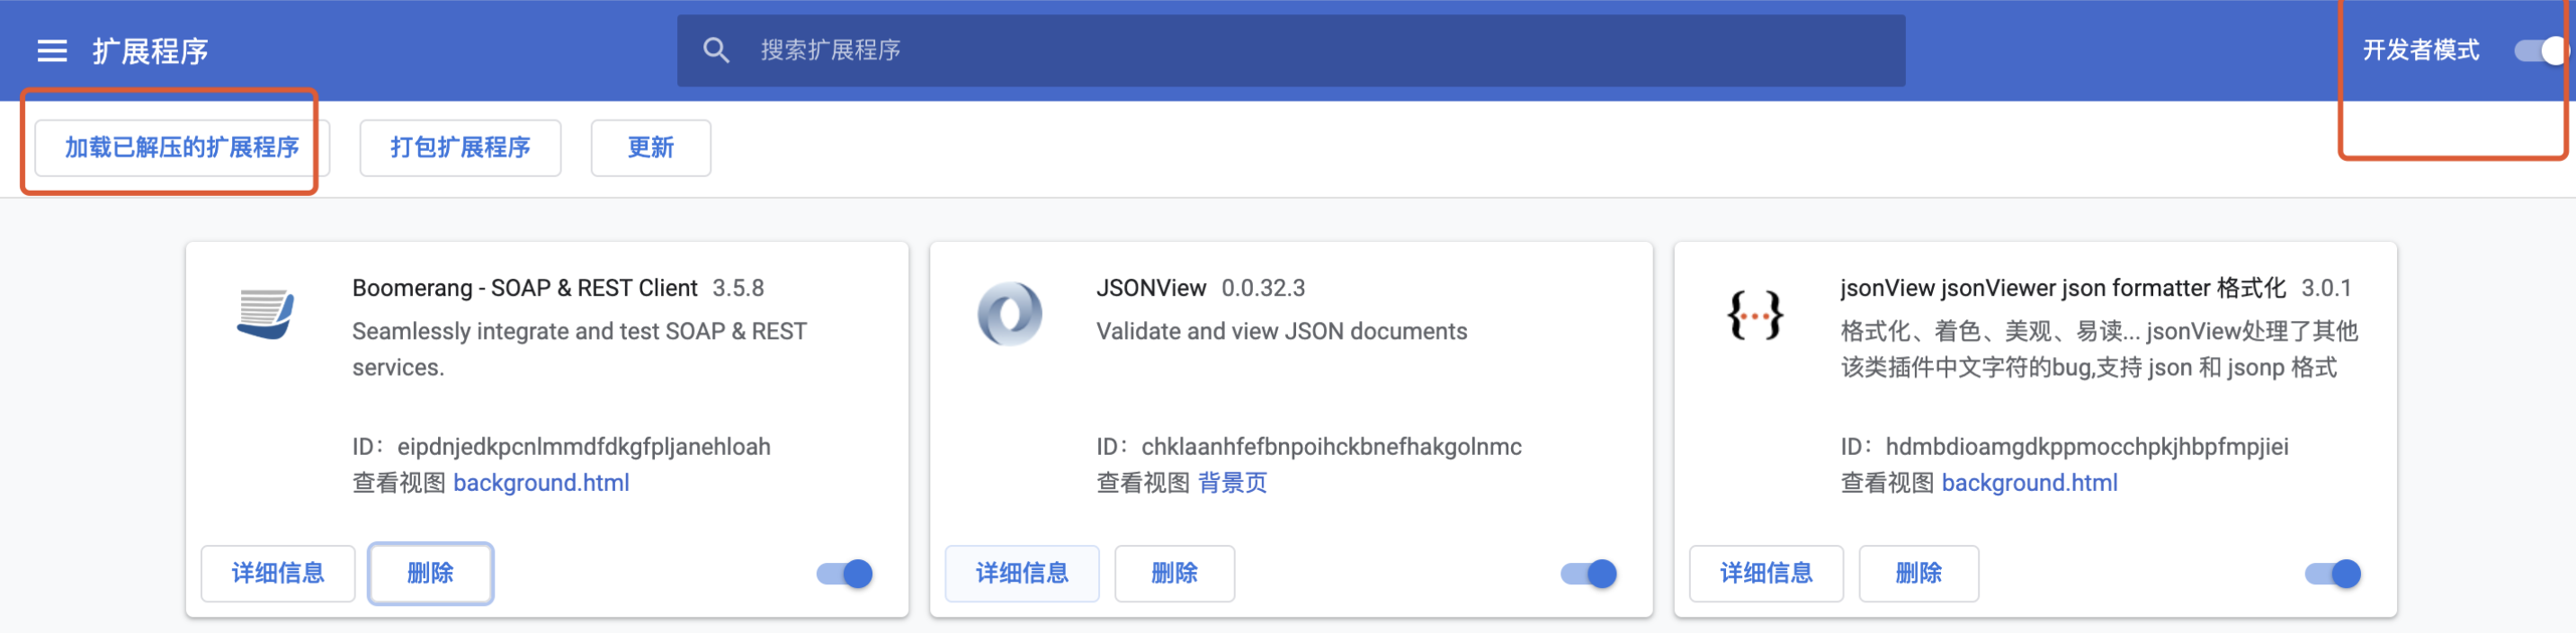 扩展程序
搜索扩展程序
开发者模式
加载已解压的扩展程序
打包扩展程序
更新
Boomerang - SOAP & REST Client 3.5.8
Seamlessly integrate and test SOAP & REST
services.
ID：eipdnjedkpcnlmmdfdkgfpljanehloah
查看视图 background.html
详细信息
删除
JSONView 0.0.32.3
Validate and view JSON documents
ID：chklaanhfefbnpoihckbnefhakgolnmc
查看视图 背景页
详细信息
删除
jsonView jsonViewer json formatter 格式化 3.0.1
格式化、着色、美观、易读... jsonView处理了其他
该类插件中文字符的bug,支持 json 和 jsonp 格式
ID：hdmbdioamgdkppmocchpkjhbpfmpjiei
查看视图 background.html
详细信息
删除